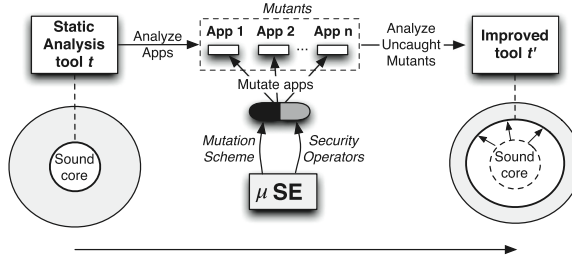 Mutants
Static
Analysis
tool t
Analyze
Apps
App 1 App 2 ... App n
Analyze
Uncaught
Mutants
Improved
tool t'
Mutate apps
Mutation
Scheme
Security
Operators
Sound
core
Sound
core
μ SE